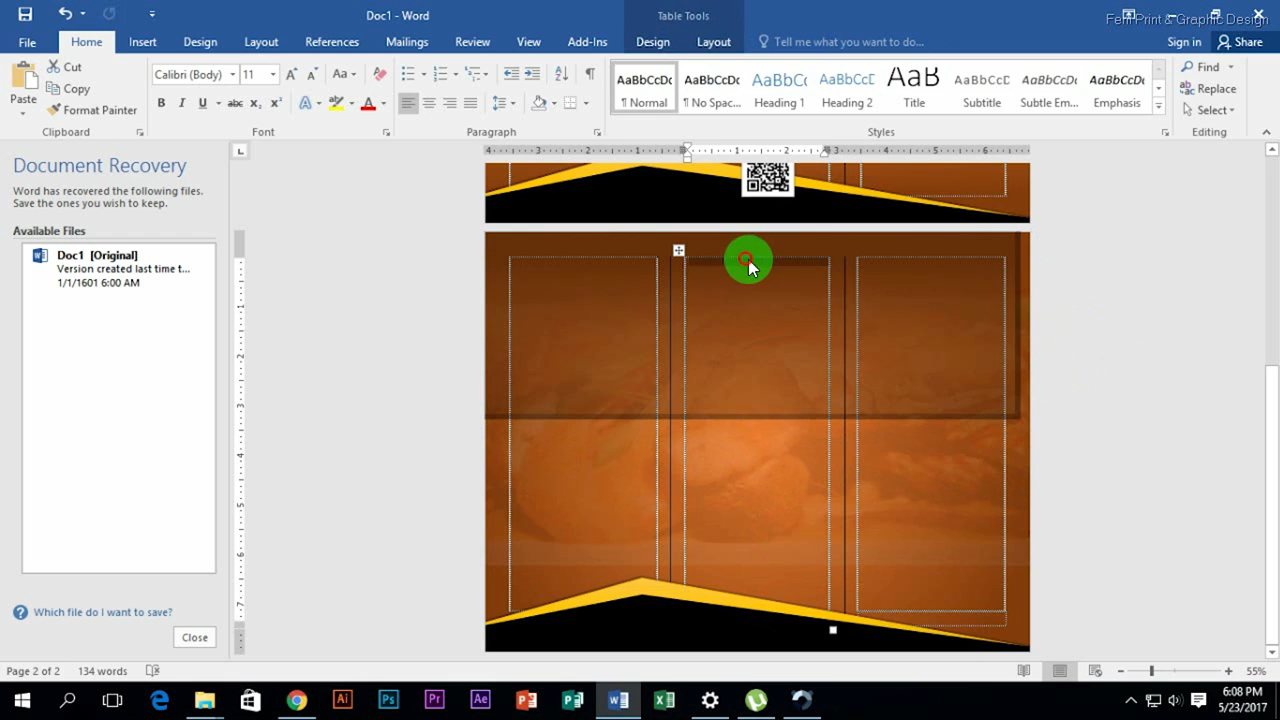 Doc1 - Word
Table Tools
Fem Print & Graphic Design
File
Home
Insert
Design
Layout
References
Mailings
Review
View
Add-Ins
Design
Layout
Tell me what you want to do...
Sign in
Share
Paste
Cut
Copy
Format Painter
Clipboard
Calibri (Body)
11
Font
Paragraph
AaBbCcDc
¶ Normal
AaBbCcDc
¶ No Spac...
AaBbCc
Heading 1
AaBbCcE
Heading 2
AaB
Title
AaBbCcD
Subtitle
AaBbCcDc
Subtle Em...
AaBbCcDc
Emphasis
Styles
Find
Replace
Select
Editing
Document Recovery
Word has recovered the following files.
Save the ones you wish to keep.
Available Files
Doc1 [Original]
Version created last time t...
1/1/1601 6:00 AM
Which file do I want to save?
Close
Page 2 of 2
134 words
55%
6:08 PM
5/23/2017